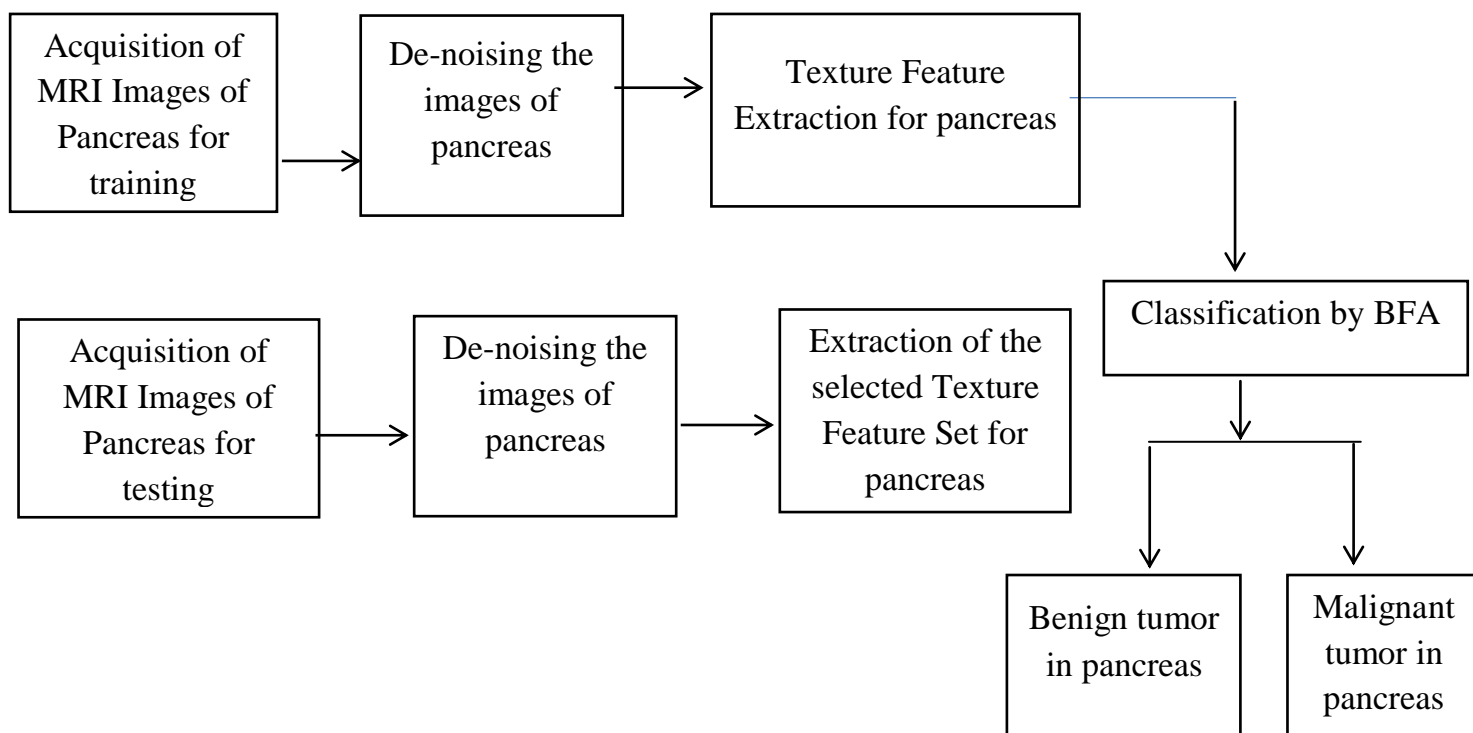 Acquisition of
MRI Images of
Pancreas for
training
De-noising the
images of
pancreas
Texture Feature
Extraction for pancreas
Classification by BFA
Acquisition of
MRI Images of
Pancreas for
testing
De-noising the
images of
pancreas
Extraction of the
selected Texture
Feature Set for
pancreas
Benign tumor
in pancreas
Malignant
tumor in
pancreas